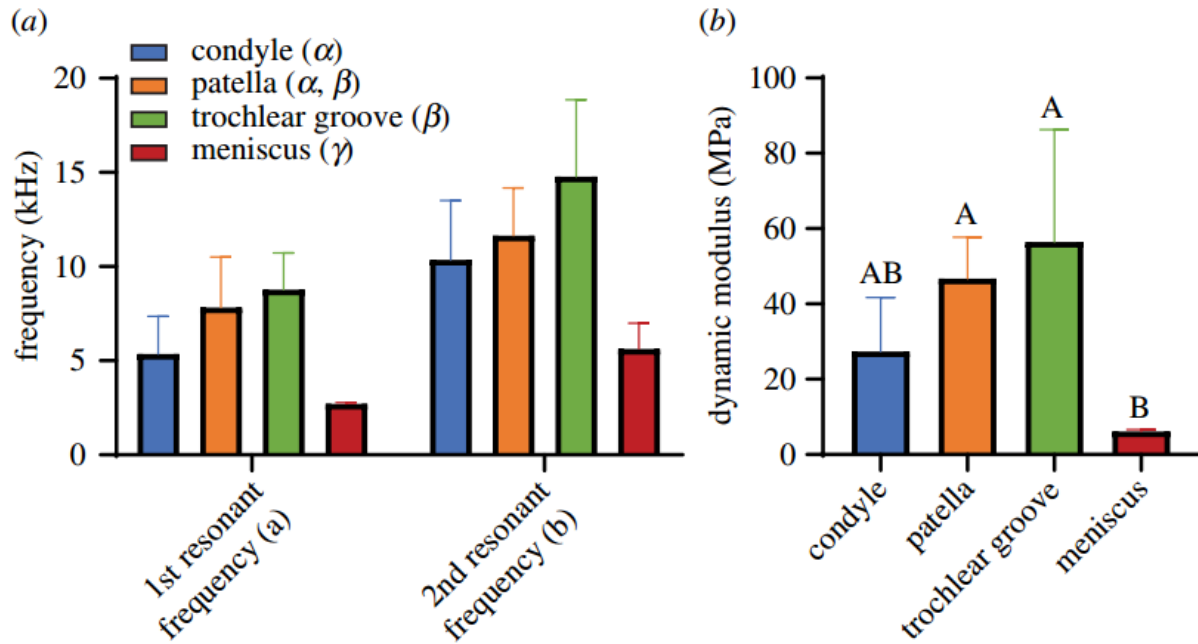 (a)
condyle (α)
patella (α, β)
trochlear groove (β)
meniscus (γ)
frequency (kHz)
20
15
10
5
0
1st resonant
frequency (a)
2nd resonant
frequency (b)
(b)
dynamic modulus (MPa)
100
80
60
40
20
0
AB
A
A
B
condyle
patella
trochlear groove
meniscus